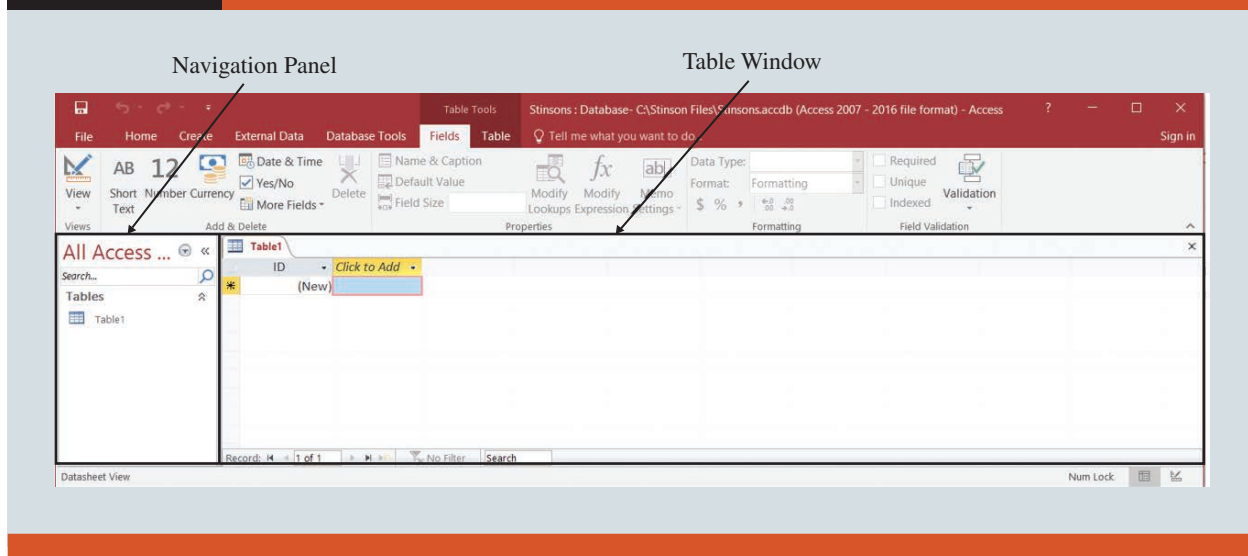 Navigation Panel
Table Window
Table Tools
Stinsons : Database- C:\Stinson Files\Stinsons.accdb (Access 2007 - 2016 file format) - Access
?
File Home Create External Data Database Tools Fields Table Tell me what you want to do... Sign in
AB 12 Date & Time Name & Caption fx ab Data Type: Required
Yes/No Default Value Format: Formatting Unique
View Short Text Number Currency More Fields Delete Field Size Modify Lookups Modify Expression Memo Settings $ % , Indexed Validation
Views Add & Delete Properties Formatting Field Validation
All Access ... « Table1
ID Click to Add
Search...
(New)
Tables
Table1
Record: 1 of 1 No Filter Search
Datasheet View Num Lock